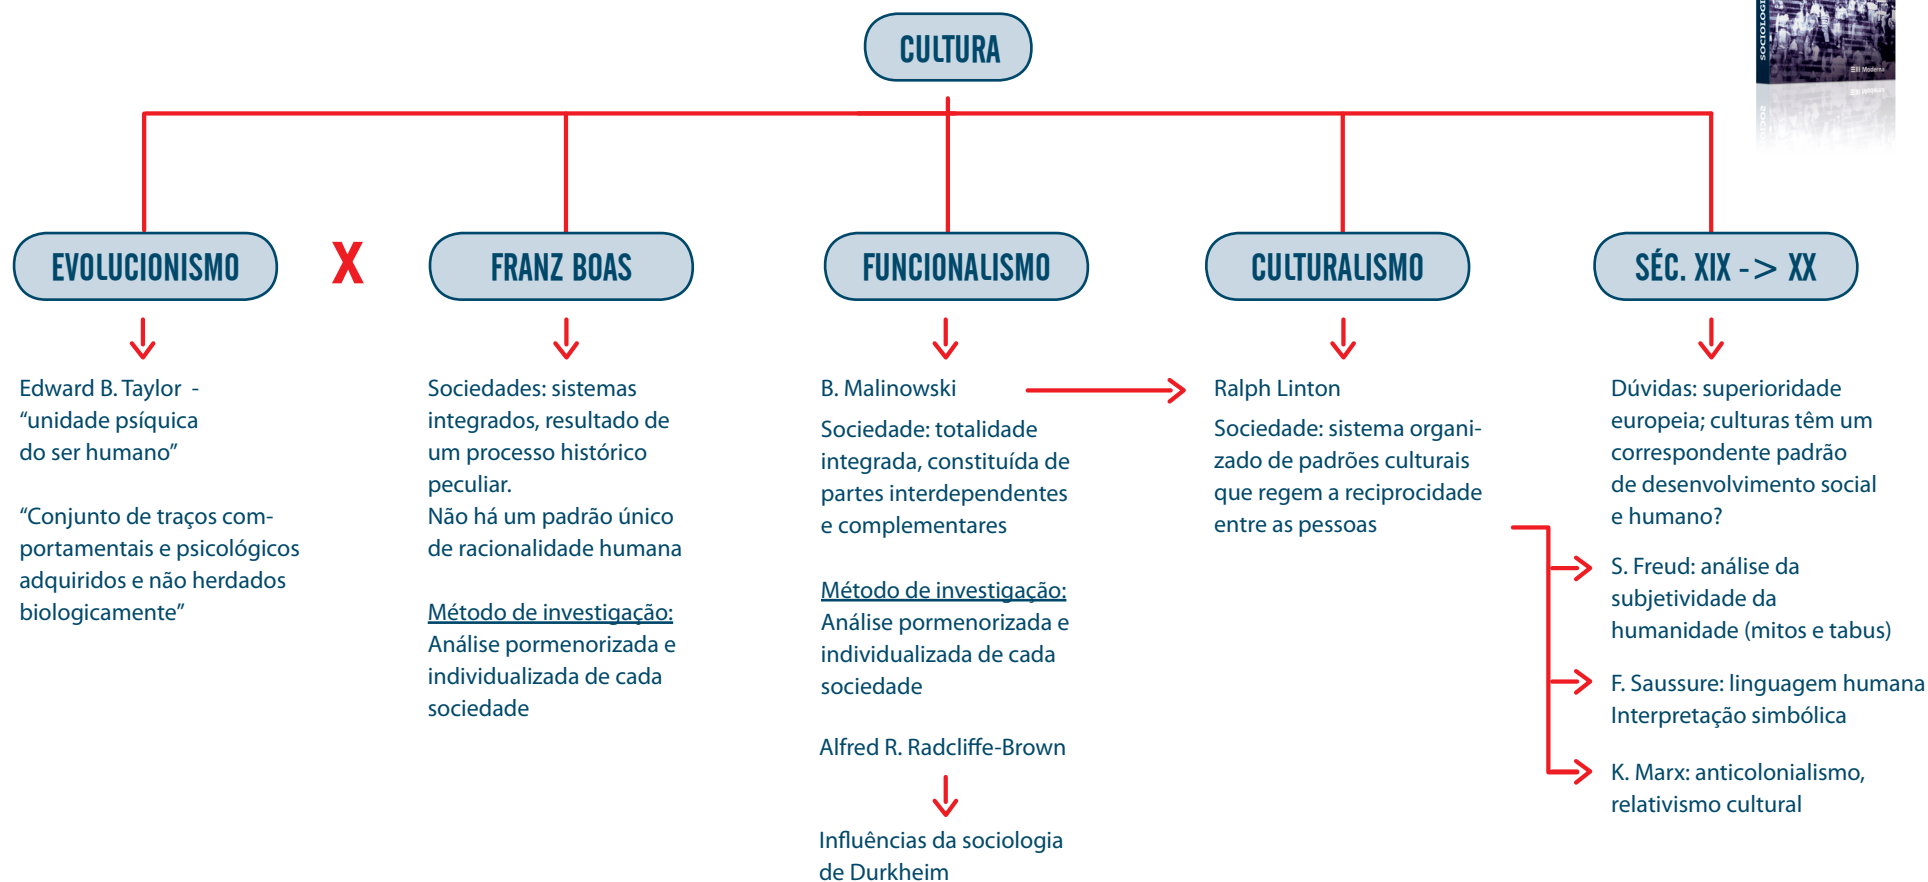 CULTURA
SOCIOLOGI
Moderna
EVOLUCIONISMO
X
FRANZ BOAS
FUNCIONALISMO
CULTURALISMO
SÉC. XIX -> XX
Edward B. Taylor -
“unidade psíquica
do ser humano”
“Conjunto de traços com-
portamentais e psicológicos
adquiridos e não herdados
biologicamente”
Sociedades: sistemas
integrados, resultado de
um processo histórico
peculiar.
Não há um padrão único
de racionalidade humana
Método de investigação:
Análise pormenorizada e
individualizada de cada
sociedade
B. Malinowski
Sociedade: totalidade
integrada, constituída de
partes interdependentes
e complementares
Método de investigação:
Análise pormenorizada e
individualizada de cada
sociedade
Alfred R. Radcliffe-Brown
Influências da sociologia
de Durkheim
Ralph Linton
Sociedade: sistema organi-
zado de padrões culturais
que regem a reciprocidade
entre as pessoas
Dúvidas: superioridade
europeia; culturas têm um
correspondente padrão
de desenvolvimento social
e humano?
S. Freud: análise da
subjetividade da
humanidade (mitos e tabus)
F. Saussure: linguagem humana
Interpretação simbólica
K. Marx: anticolonialismo,
relativismo cultural